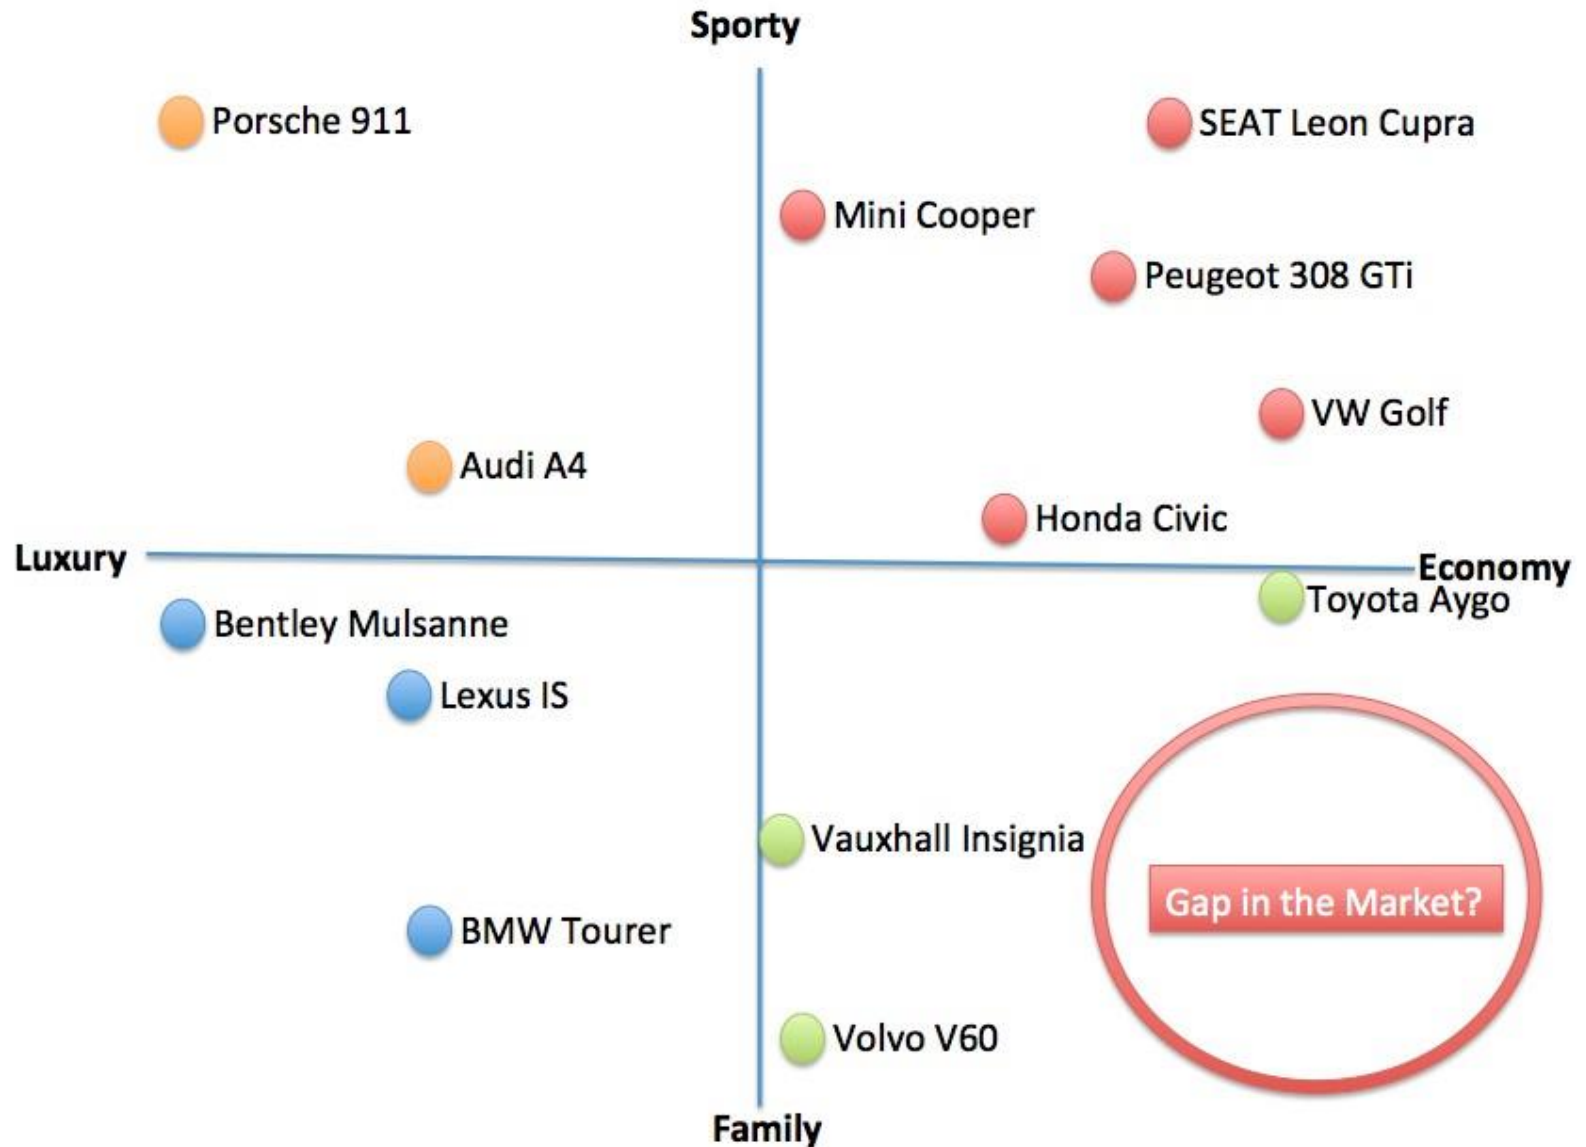 Sporty
Porsche 911
SEAT Leon Cupra
Mini Cooper
Peugeot 308 GTi
VW Golf
Audi A4
Honda Civic
Luxury
Economy
Toyota Aygo
Bentley Mulsanne
Lexus IS
Vauxhall Insignia
Gap in the Market?
BMW Tourer
Volvo V60
Family